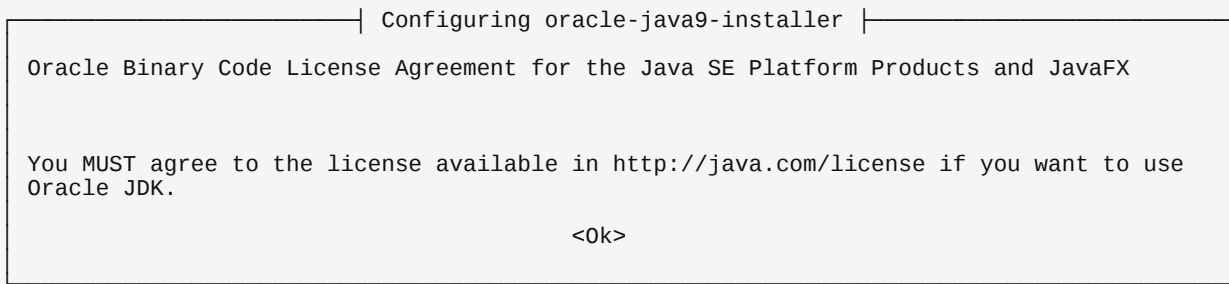 Configuring oracle-java9-installer
Oracle Binary Code License Agreement for the Java SE Platform Products and JavaFX
You MUST agree to the license available in http://java.com/license if you want to use
Oracle JDK.
<Ok>